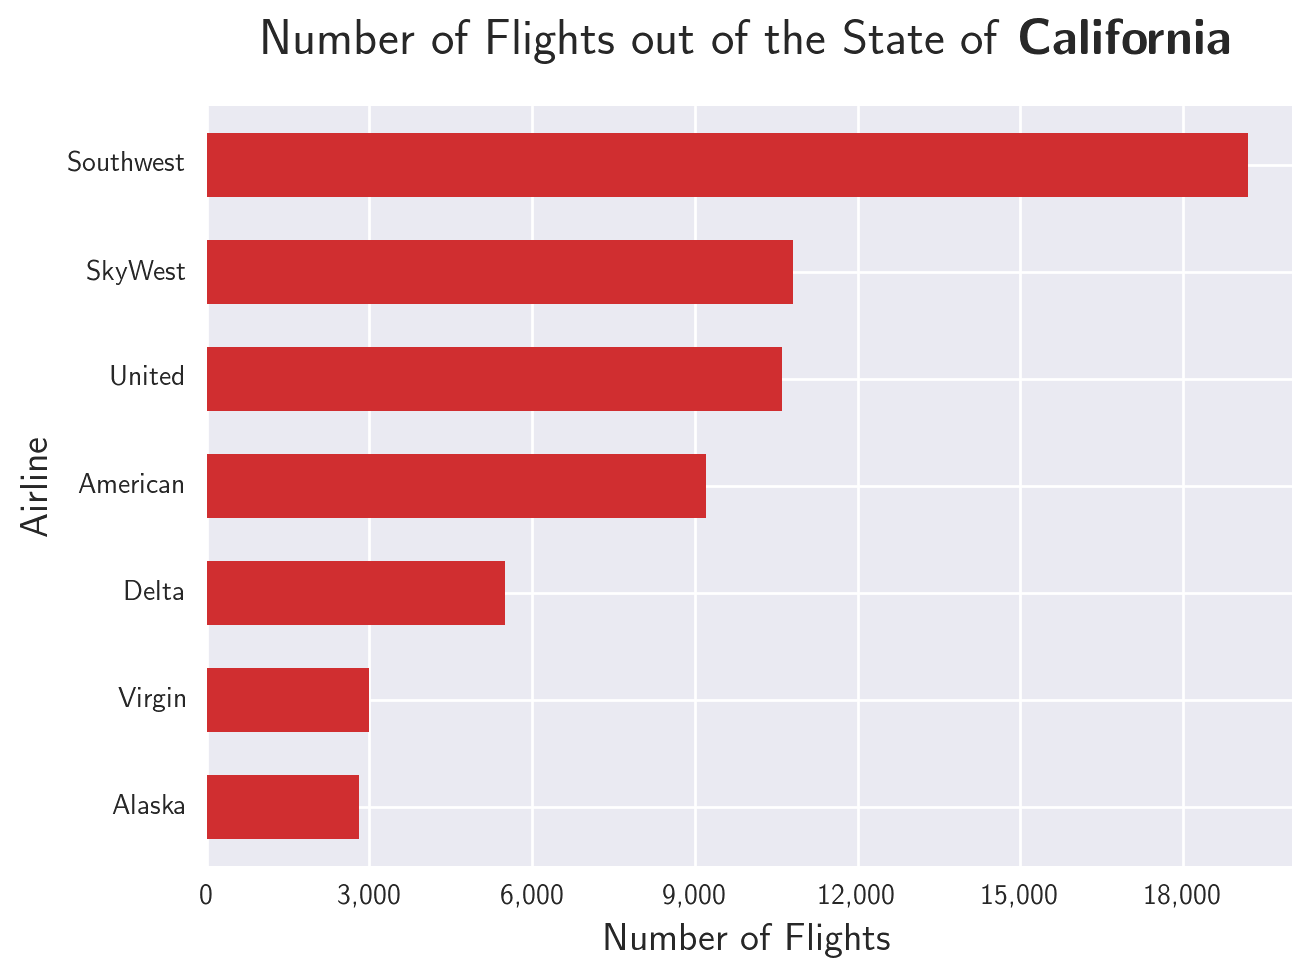 Number of Flights out of the State of California
Southwest
SkyWest
United
American
Delta
Virgin
Alaska
Airline
0 3,000 6,000 9,000 12,000 15,000 18,000
Number of Flights